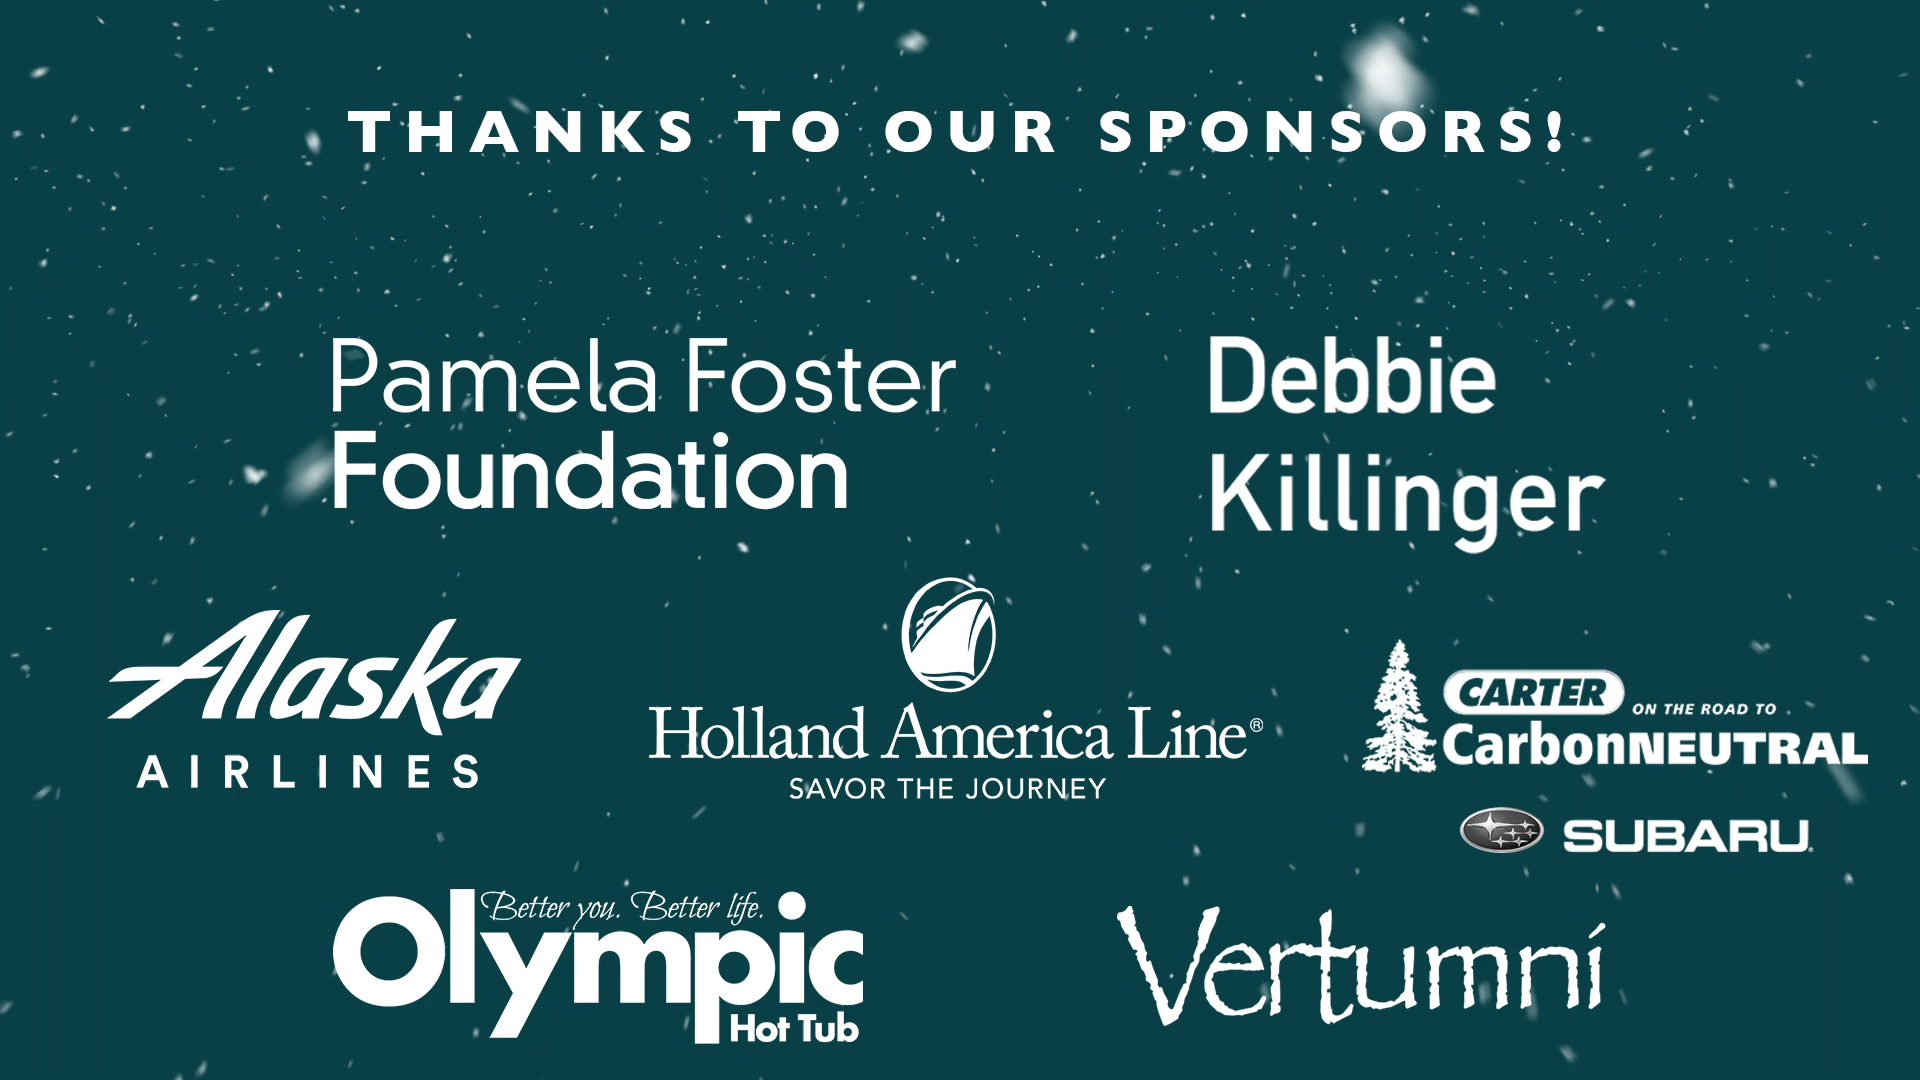 THANKS TO OUR SPONSORS!
Pamela Foster
Foundation
Debbie
Killinger
Alaska
AIRLINES
Holland America Line®
SAVOR THE JOURNEY
CARTER ON THE ROAD TO
CarbonNEUTRAL
SUBARU
Better you. Better life.
Olympic
Hot Tub
Vertumní